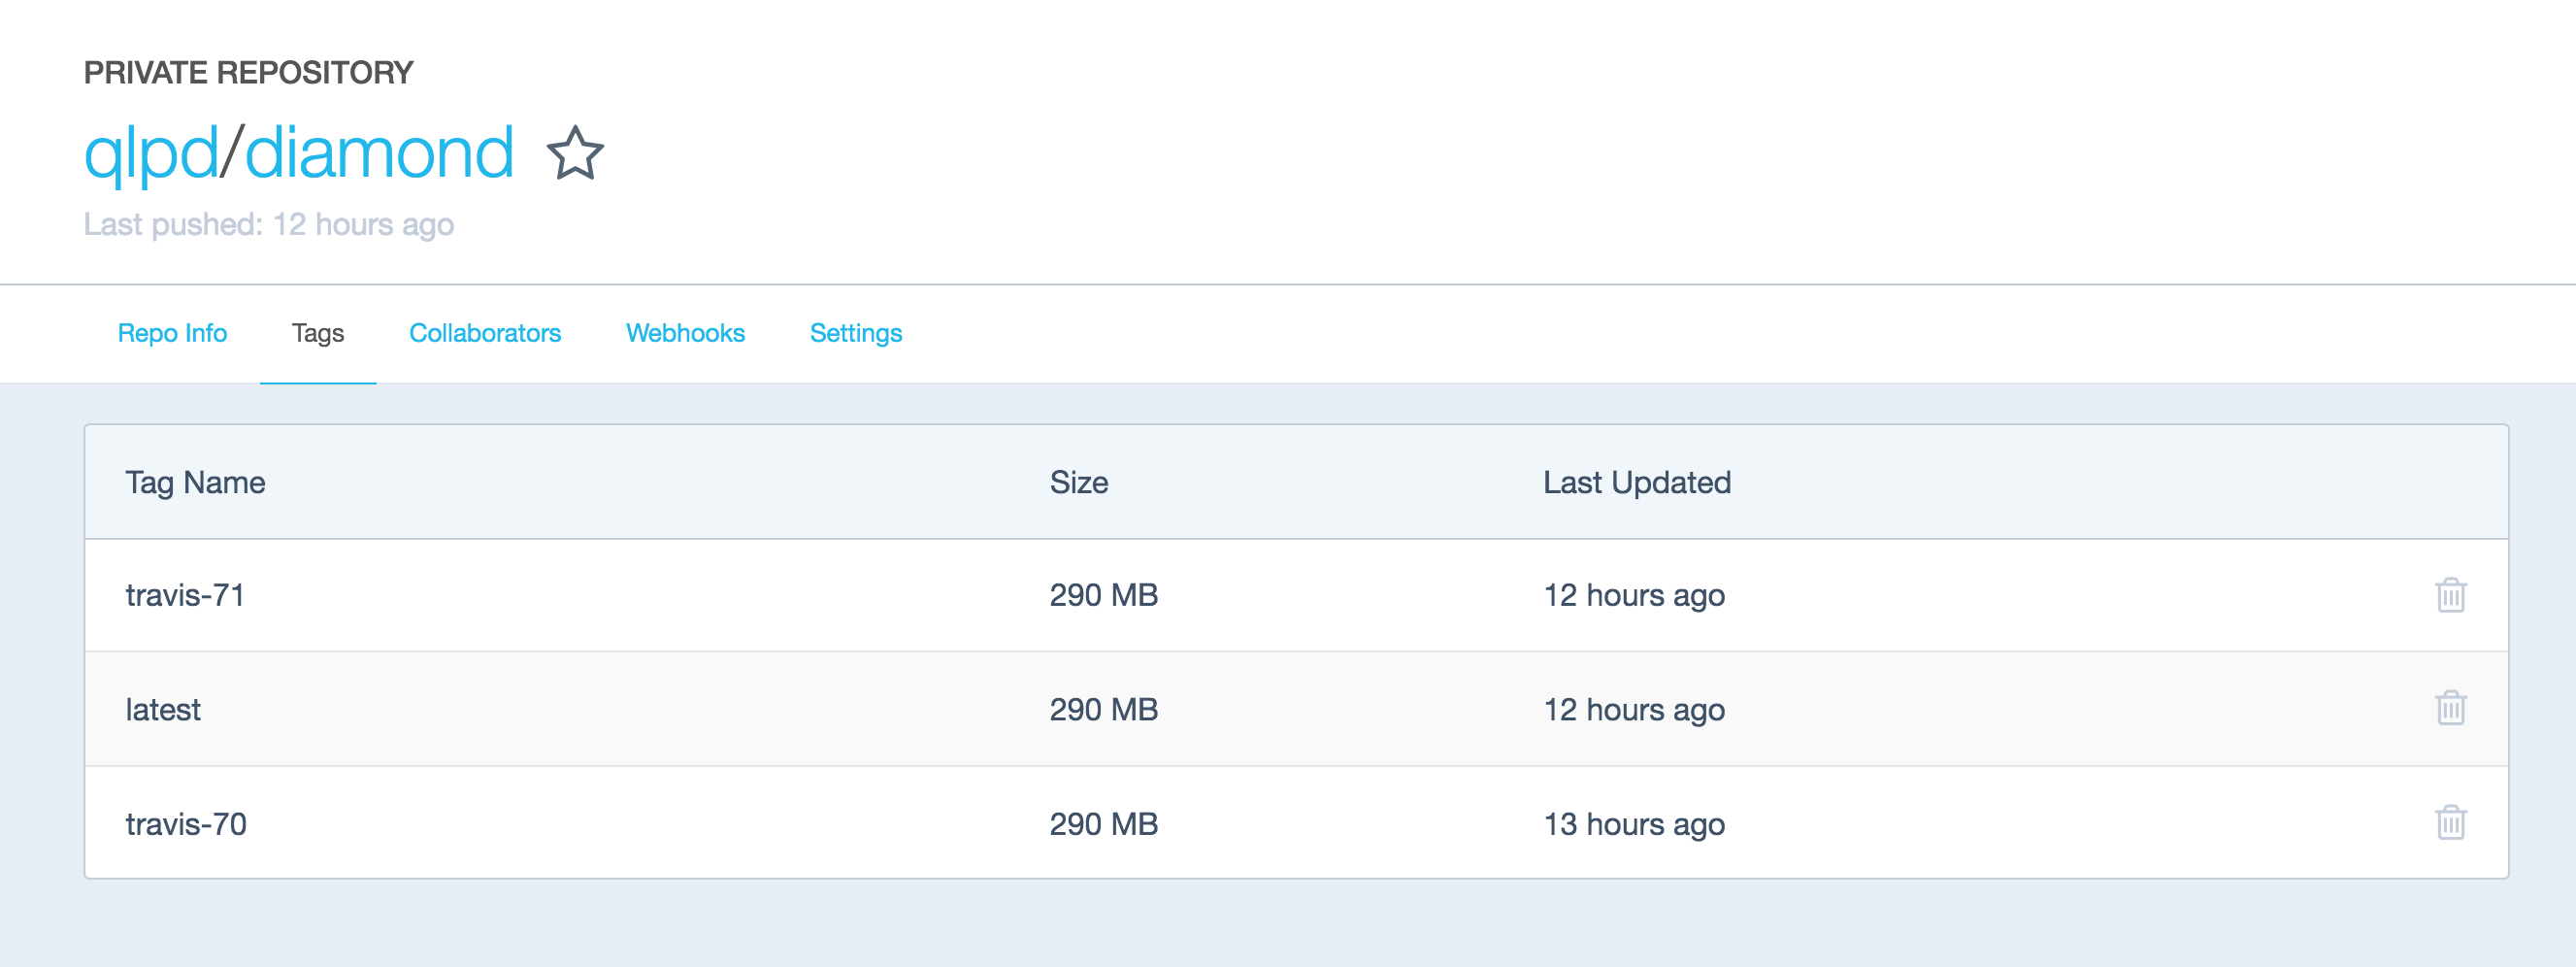 PRIVATE REPOSITORY
qlpd/diamond
Last pushed: 12 hours ago
Repo Info Tags Collaborators Webhooks Settings
Tag Name Size Last Updated
travis-71 290 MB 12 hours ago
latest 290 MB 12 hours ago
travis-70 290 MB 13 hours ago